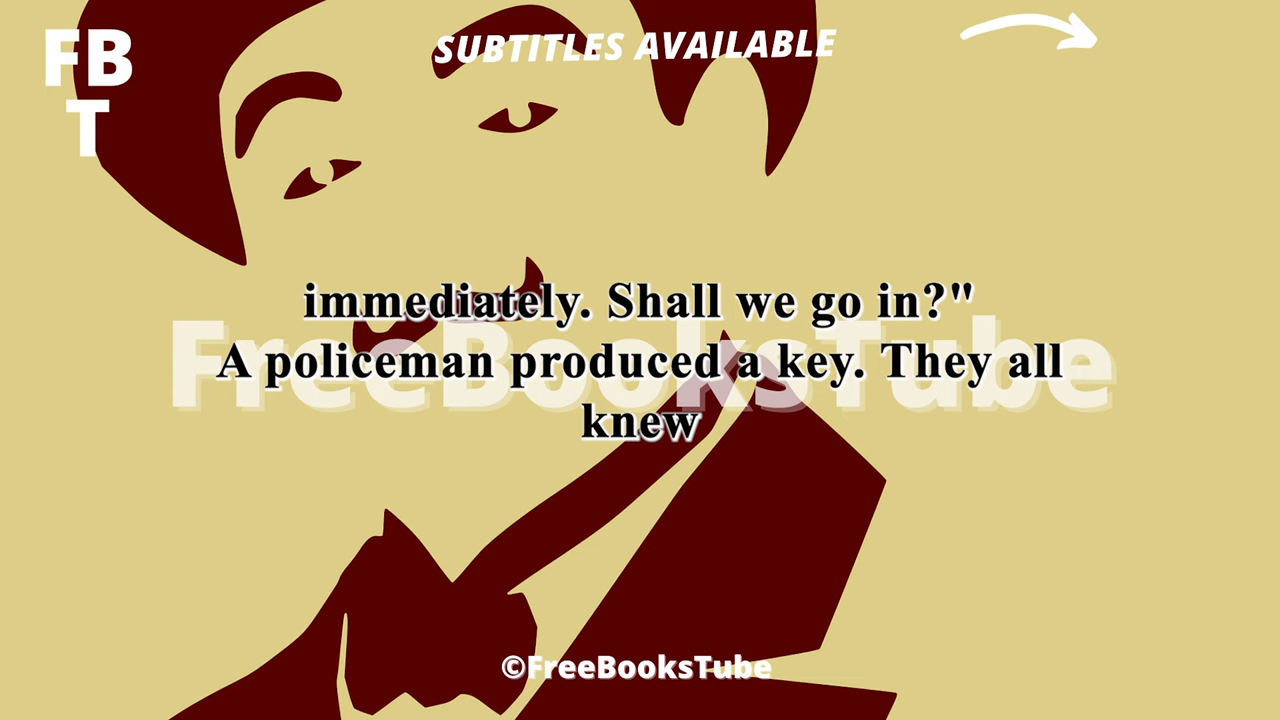 FB
T
SUBTITLES AVAILABLE
immediately. Shall we go in?"
FreeBooksTube
A policeman produced a key. They all
knew
©FreeBooksTube